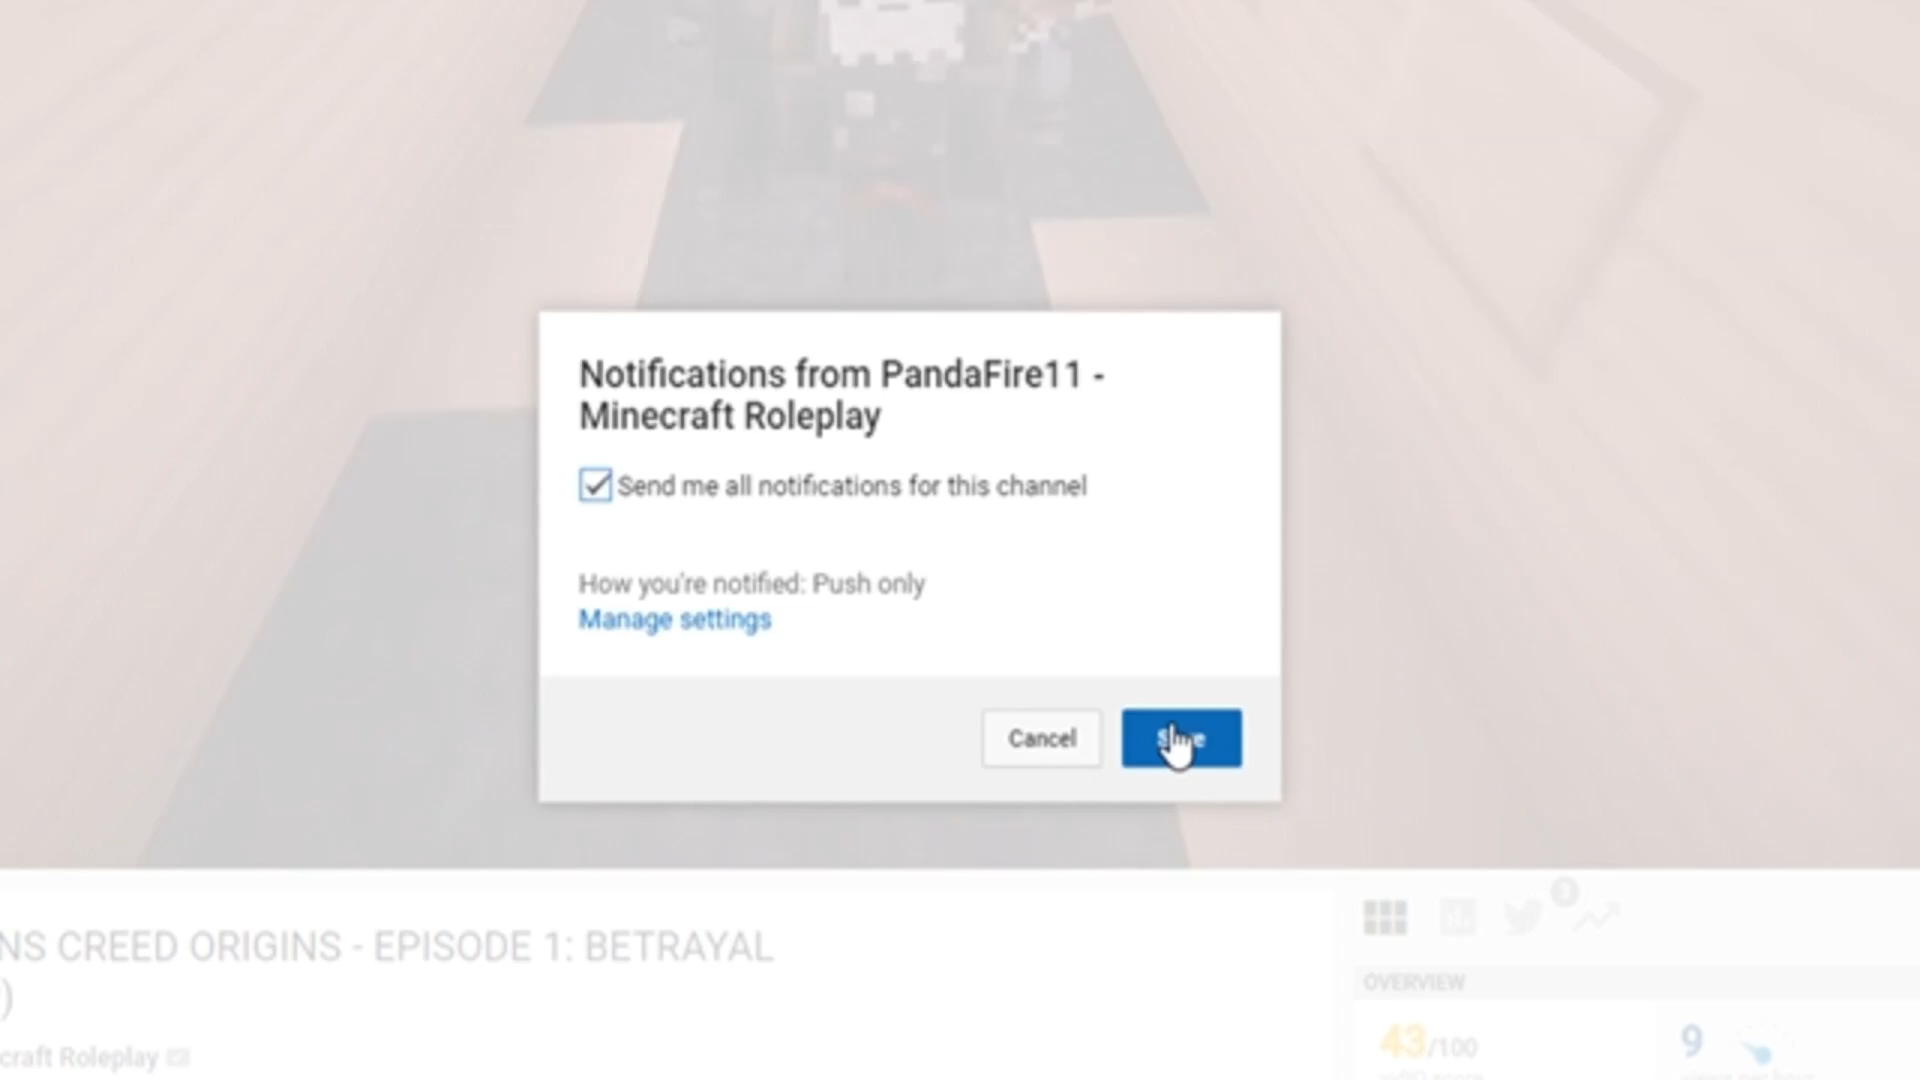 Notifications from PandaFire11 -
Minecraft Roleplay
Send me all notifications for this channel
How you're notified: Push only
Manage settings
Cancel
NS CREED ORIGINS - EPISODE 1: BETRAYAL
)
craft Roleplay
3
OVERVIEW
43/100
9